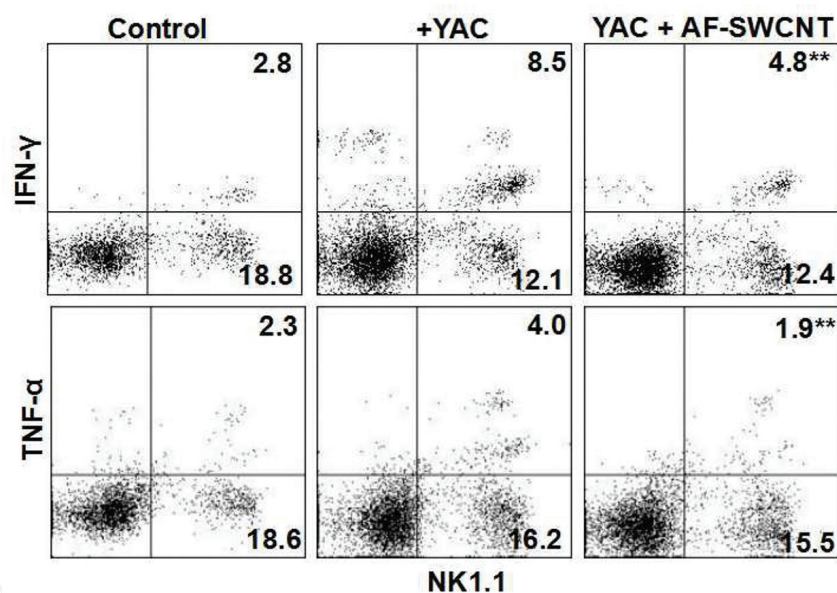 Control +YAC YAC + AF-SWCNT
IFN-γ
2.8 8.5 4.8**
18.8 12.1 12.4
TNF-α
2.3 4.0 1.9**
18.6 16.2 15.5
NK1.1